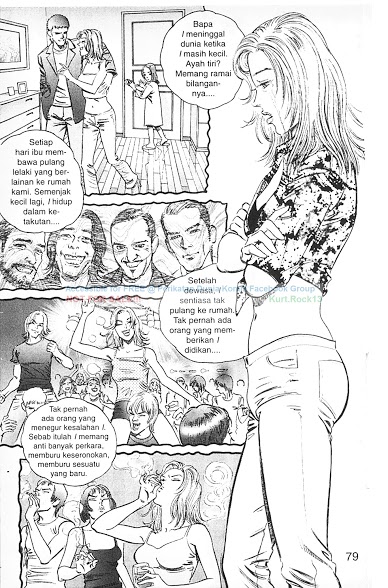 Bapa
I meninggal
dunia ketika
I masih kecil.
Ayah tiri?
Memang ramai
bilangan-
nya....
Setiap
hari ibu mem-
bawa pulang
lelaki yang ber-
lainan ke rumah
kami. Semenjak
kecil lagi, I hidup
dalam ke-
takutan....
Setelah
dewasa, I
sentiasa tak
pulang ke rumah.
Tak pernah ada
orang yang mem-
berikan I
didikan....
Kurt.Rock13
Tak pernah
ada orang yang
menegur kesalahan I.
Sebab itulah I memang
anti banyak perkara,
memburu keseronokan,
memburu sesuatu
yang baru.
79